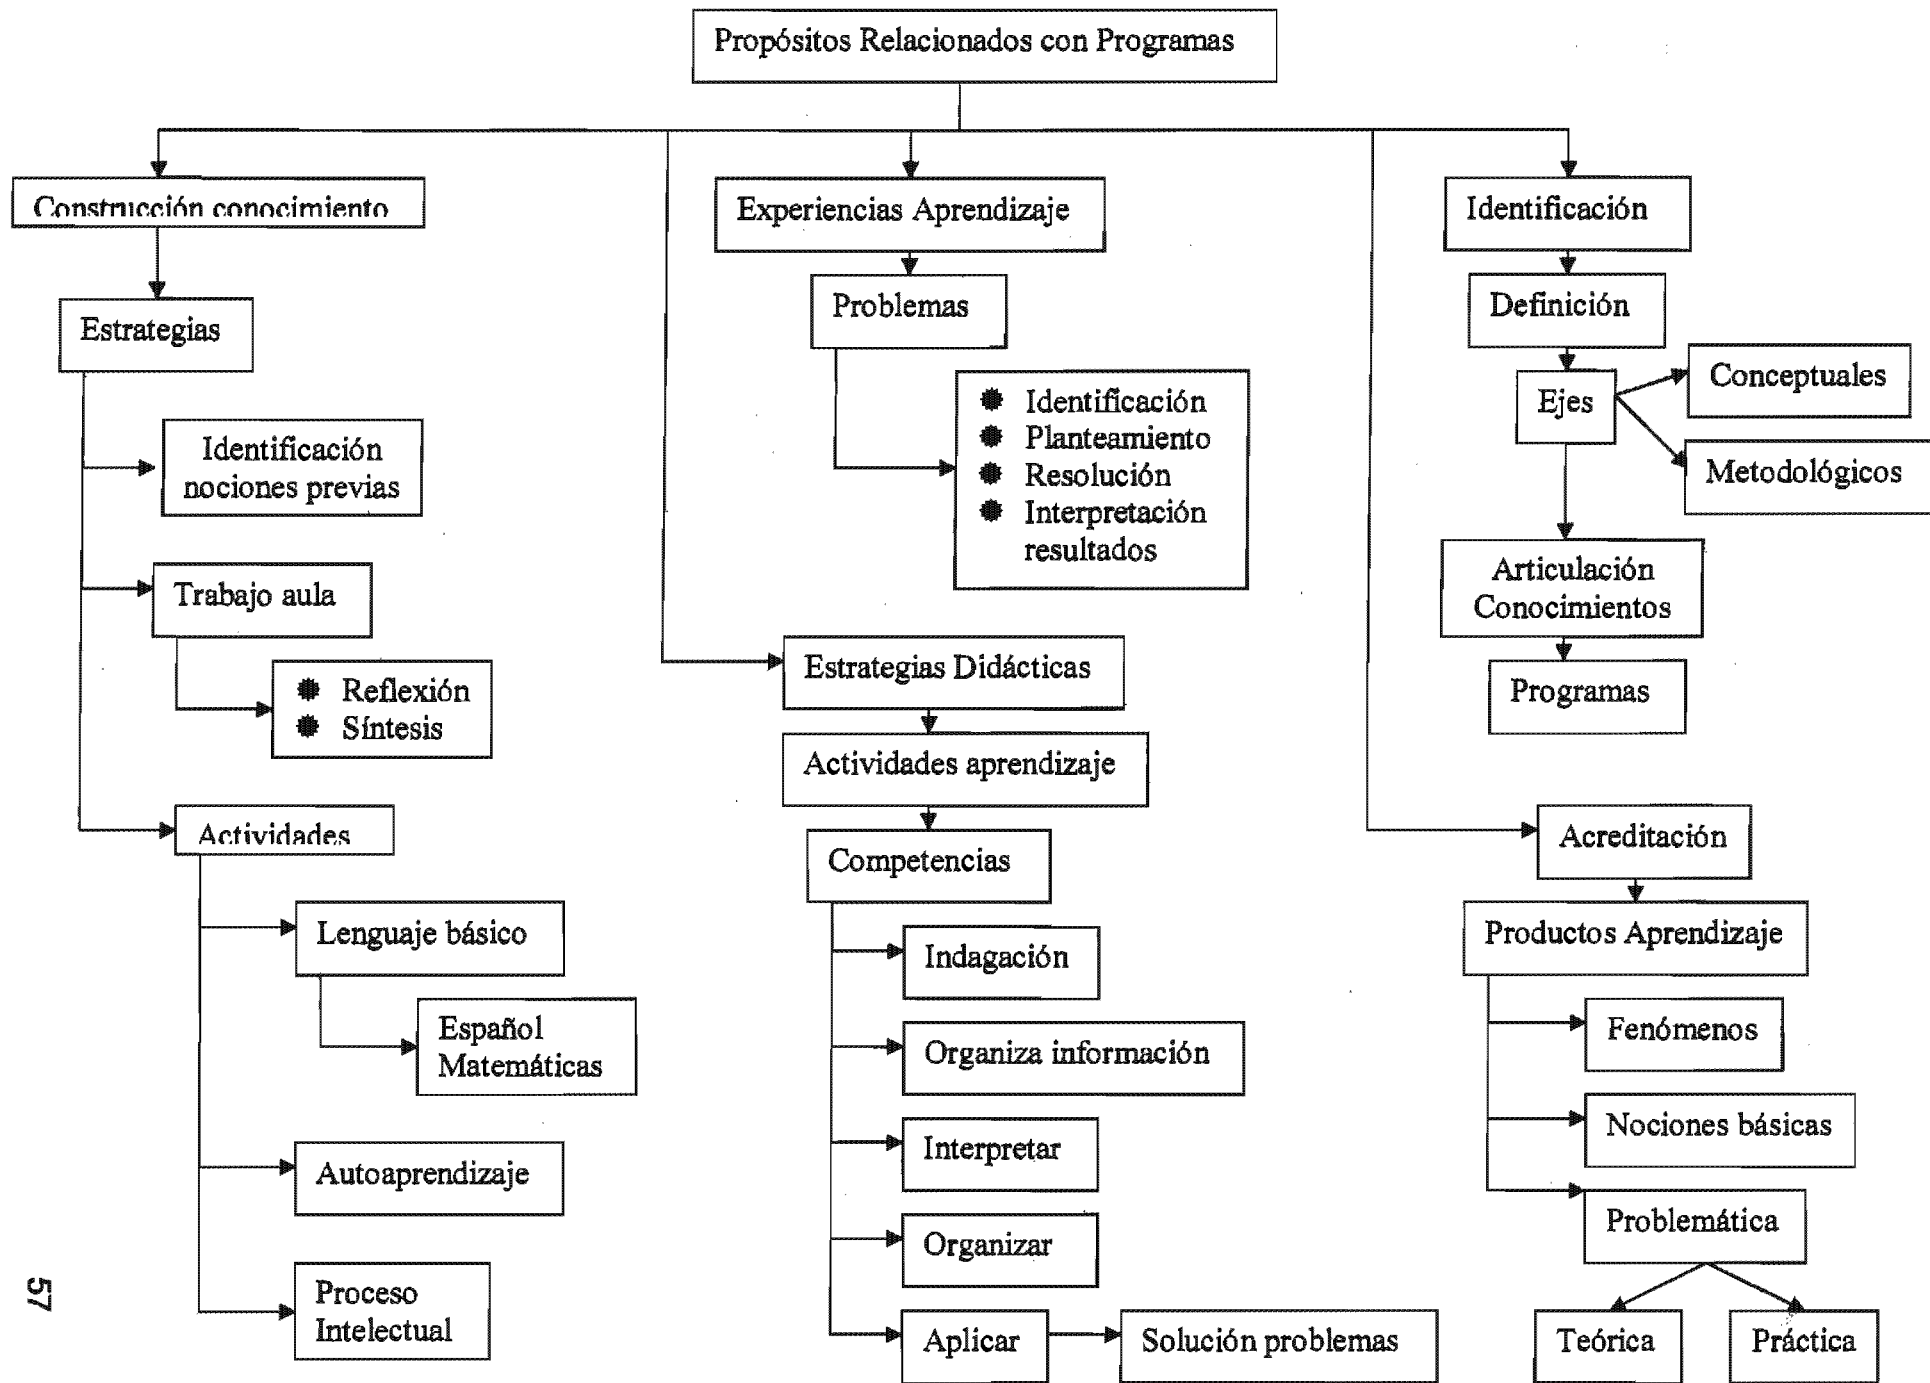 Propósitos Relacionados con Programas
Construcción conocimiento
Estrategias
Identificación
nociones previas
Trabajo aula
Reflexión
Síntesis
Actividades
Lenguaje básico
Español
Matemáticas
Autoaprendizaje
Proceso
Intelectual
Experiencias Aprendizaje
Problemas
Identificación
Planteamiento
Resolución
Interpretación
resultados
Estrategias Didácticas
Actividades aprendizaje
Competencias
Indagación
Organiza información
Interpretar
Organizar
Aplicar
Solución problemas
Identificación
Definición
Ejes
Conceptuales
Metodológicos
Articulación
Conocimientos
Programas
Acreditación
Productos Aprendizaje
Fenómenos
Nociones básicas
Problemática
Teórica
Práctica
57